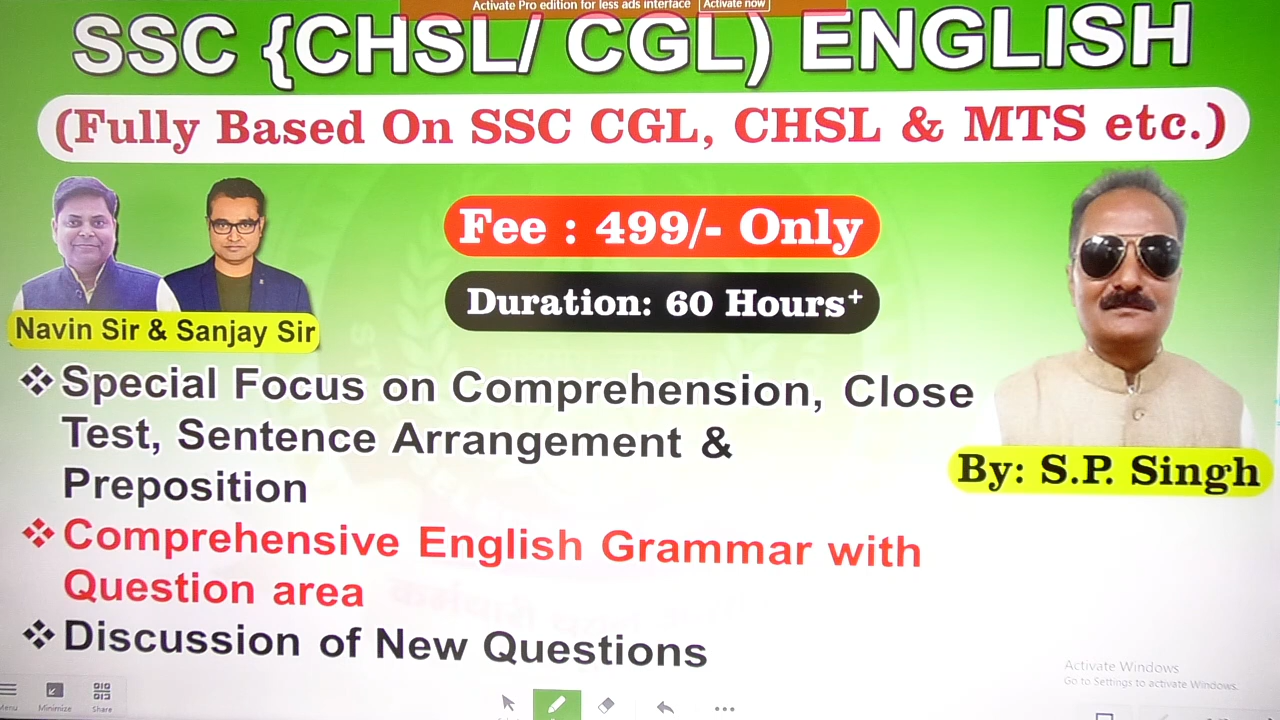 Activate Pro edition for less ads interface Activate now
SSC {CHSL/ CGL) ENGLISH
(Fully Based On SSC CGL, CHSL & MTS etc.)
Fee : 499/- Only
Duration: 60 Hours+
Navin Sir & Sanjay Sir
❖ Special Focus on Comprehension, Close
Test, Sentence Arrangement &
Preposition
By: S.P. Singh
❖ Comprehensive English Grammar with
Question area
❖ Discussion of New Questions
Activate Windows
Go to Settings to activate Windows.
Menu Minimize Share